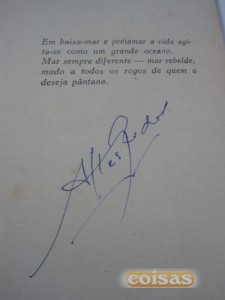 Em baixa-mar e préiamar a vida agi-
ta-se como um grande oceano.
Mar sempre diferente — mar rebelde,
mudo a todos os rogos de quem o
deseja pântano.
coisas